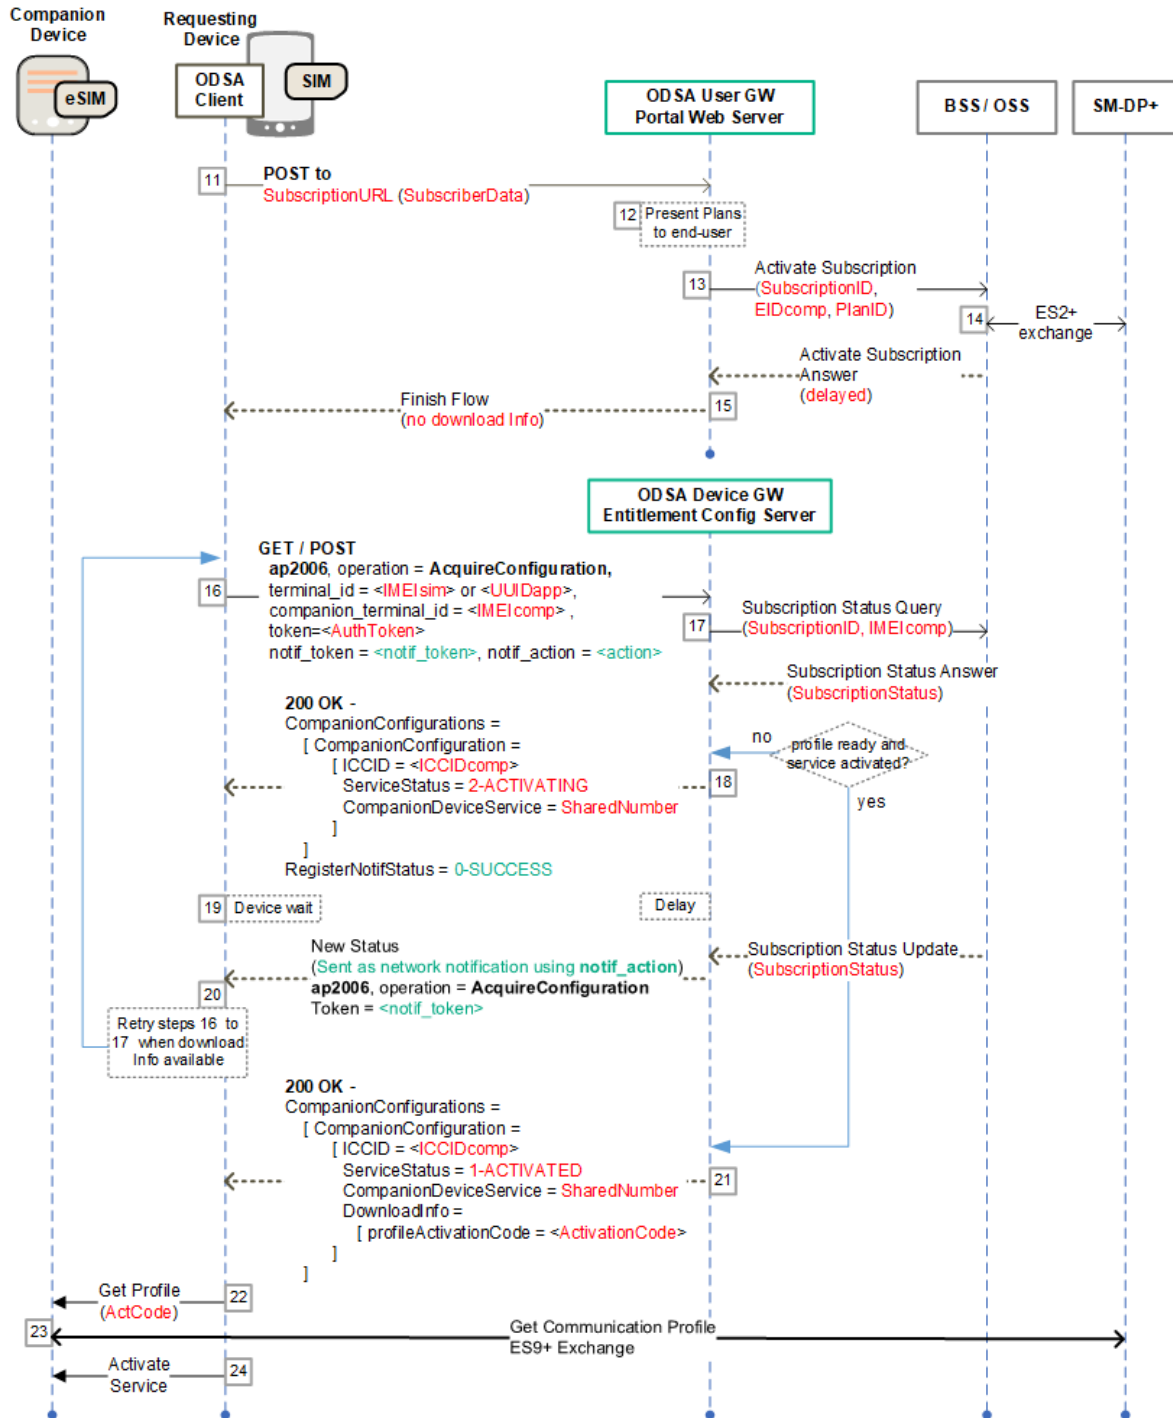 Companion
Device
Requesting
Device
eSIM
ODSA
Client
SIM
ODSA User GW
Portal Web Server
BSS / OSS
SM-DP+
11
POST to
SubscriptionURL (SubscriberData)
12
Present Plans
to end-user
13
Activate Subscription
(SubscriptionID,
EIDcomp, PlanID)
14
ES2+
exchange
Activate Subscription
Answer
(delayed)
15
Finish Flow
(no download Info)
ODSA Device GW
Entitlement Config Server
16
GET / POST
ap2006, operation = AcquireConfiguration,
terminal_id = <IMEIsim> or <UUIDapp>,
companion_terminal_id = <IMEIcomp> ,
token=<AuthToken>
notif_token = <notif_token>, notif_action = <action>
17
Subscription Status Query
(SubscriptionID, IMEIcomp)
Subscription Status Answer
(SubscriptionStatus)
no
profile ready and
service activated?
yes
18
200 OK -
CompanionConfigurations =
[ CompanionConfiguration =
[ ICCID = <ICCIDcomp>
ServiceStatus = 2-ACTIVATING
CompanionDeviceService = SharedNumber
]
]
RegisterNotifStatus = 0-SUCCESS
19
Device wait
Delay
Subscription Status Update
(SubscriptionStatus)
New Status
(Sent as network notification using notif_action)
ap2006, operation = AcquireConfiguration
Token = <notif_token>
20
Retry steps 16 to
17 when download
Info available
200 OK -
CompanionConfigurations =
[ CompanionConfiguration =
[ ICCID = <ICCIDcomp>
ServiceStatus = 1-ACTIVATED
CompanionDeviceService = SharedNumber
DownloadInfo =
[ profileActivationCode = <ActivationCode>
]
]
21
22
Get Profile
(ActCode)
23
Get Communication Profile
ES9+ Exchange
24
Activate
Service